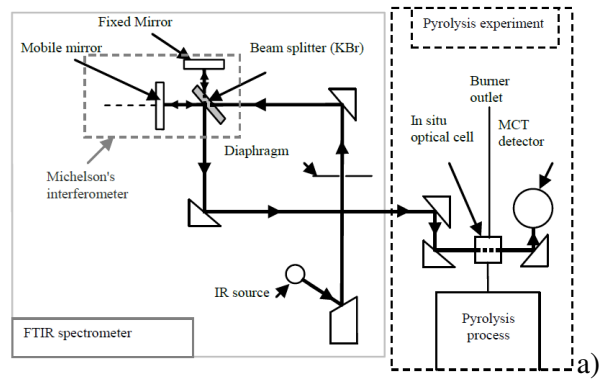 Fixed Mirror
Mobile mirror
Beam splitter (KBr)
Diaphragm
Michelson's
interferometer
IR source
FTIR spectrometer
Pyrolysis experiment
Burner
outlet
In situ
optical cell
MCT
detector
Pyrolysis
process
a)